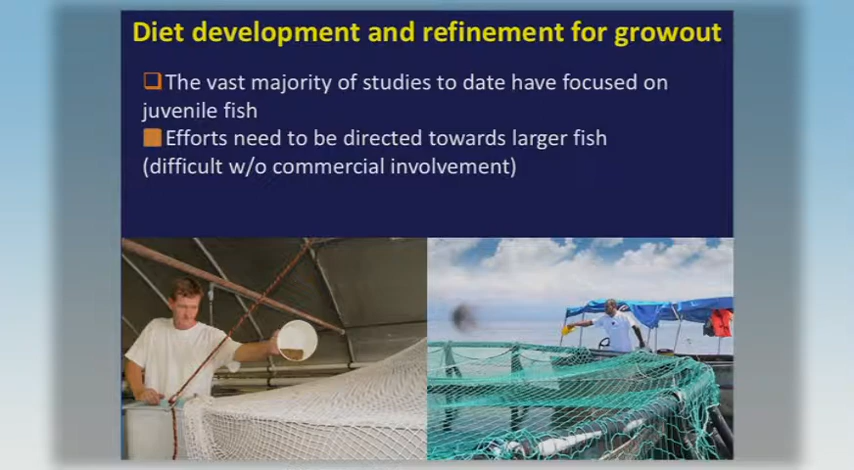 Diet development and refinement for growout
The vast majority of studies to date have focused on
juvenile fish
Efforts need to be directed towards larger fish
(difficult w/o commercial involvement)